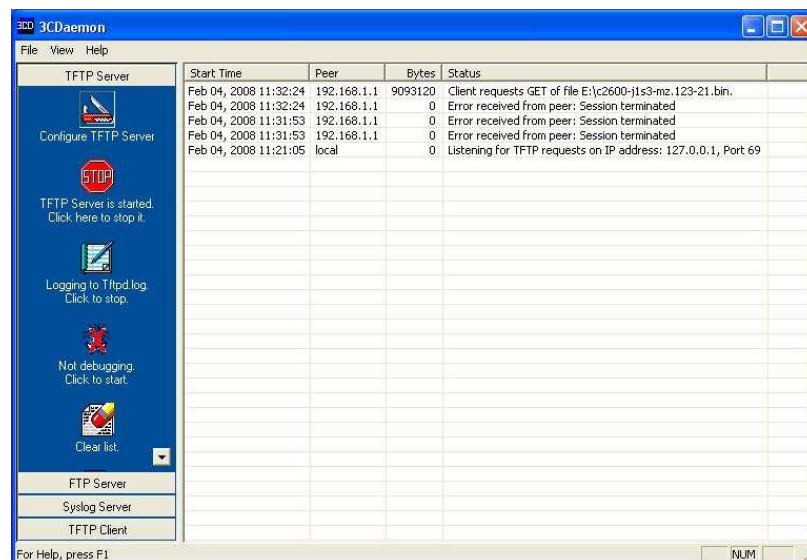 3CD 3CDaemon
File View Help
TFTP Server
Configure TFTP Server
STOP
TFTP Server is started.
Click here to stop it.
Logging to Tftpd.log.
Click to stop.
Not debugging.
Click to start.
Clear list.
FTP Server
Syslog Server
TFTP Client
Start Time Peer Bytes Status
Feb 04, 2008 11:32:24 192.168.1.1 9093120 Client requests GET of file E:\c2600-j1s3-mz.123-21.bin.
Feb 04, 2008 11:32:24 192.168.1.1 0 Error received from peer: Session terminated
Feb 04, 2008 11:31:53 192.168.1.1 0 Error received from peer: Session terminated
Feb 04, 2008 11:31:53 192.168.1.1 0 Error received from peer: Session terminated
Feb 04, 2008 11:21:05 local 0 Listening for TFTP requests on IP address: 127.0.0.1, Port 69
For Help, press F1
NUM